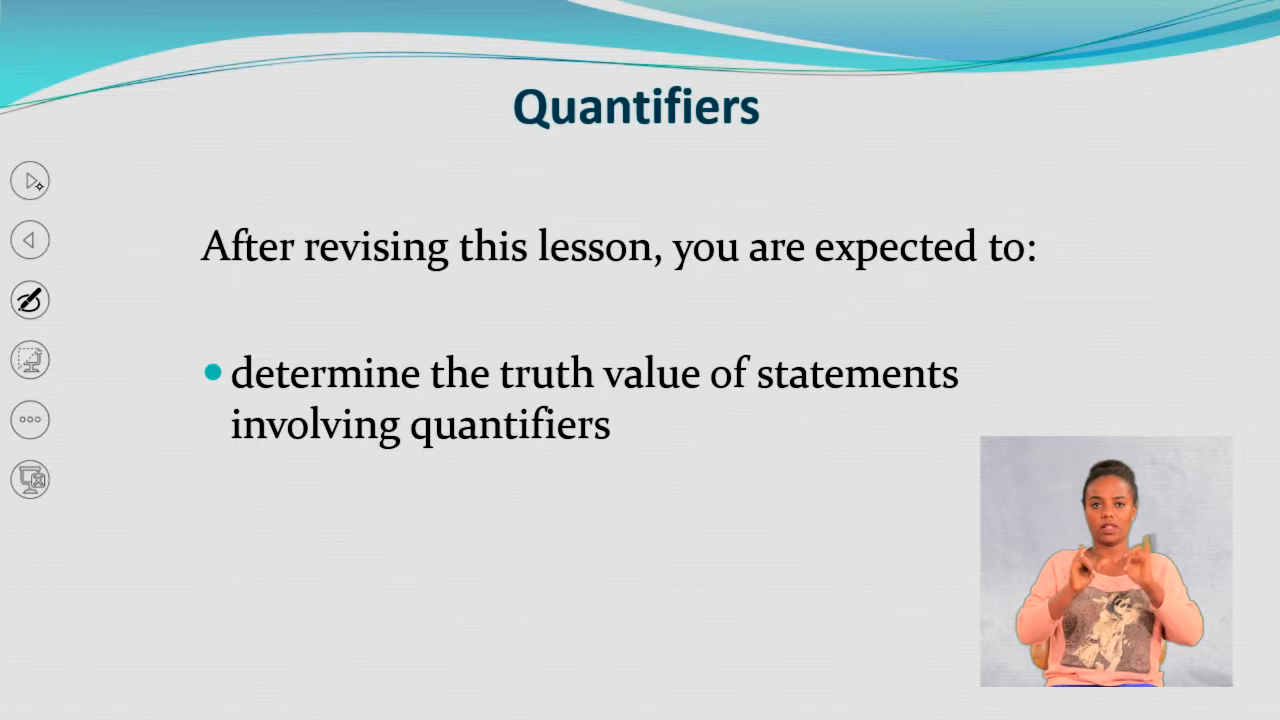 Quantifiers
After revising this lesson, you are expected to:
determine the truth value of statements
involving quantifiers